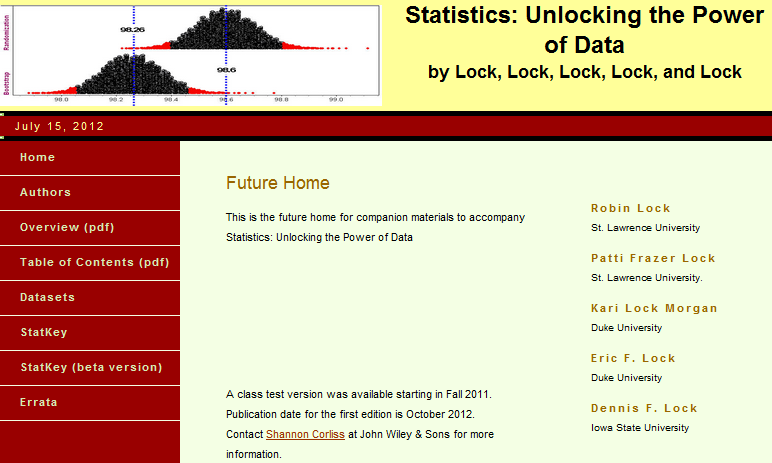 Randomization
Bootstrap
98.26
98.6
98.0
98.2
98.4
98.6
98.8
99.0
Statistics: Unlocking the Power
of Data
by Lock, Lock, Lock, Lock, and Lock
July 15, 2012
Home
Authors
Overview (pdf)
Table of Contents (pdf)
Datasets
StatKey
StatKey (beta version)
Errata
Future Home
This is the future home for companion materials to accompany
Statistics: Unlocking the Power of Data
A class test version was available starting in Fall 2011.
Publication date for the first edition is October 2012.
Contact Shannon Corliss at John Wiley & Sons for more
information.
Robin Lock
St. Lawrence University
Patti Frazer Lock
St. Lawrence University.
Kari Lock Morgan
Duke University
Eric F. Lock
Duke University
Dennis F. Lock
Iowa State University